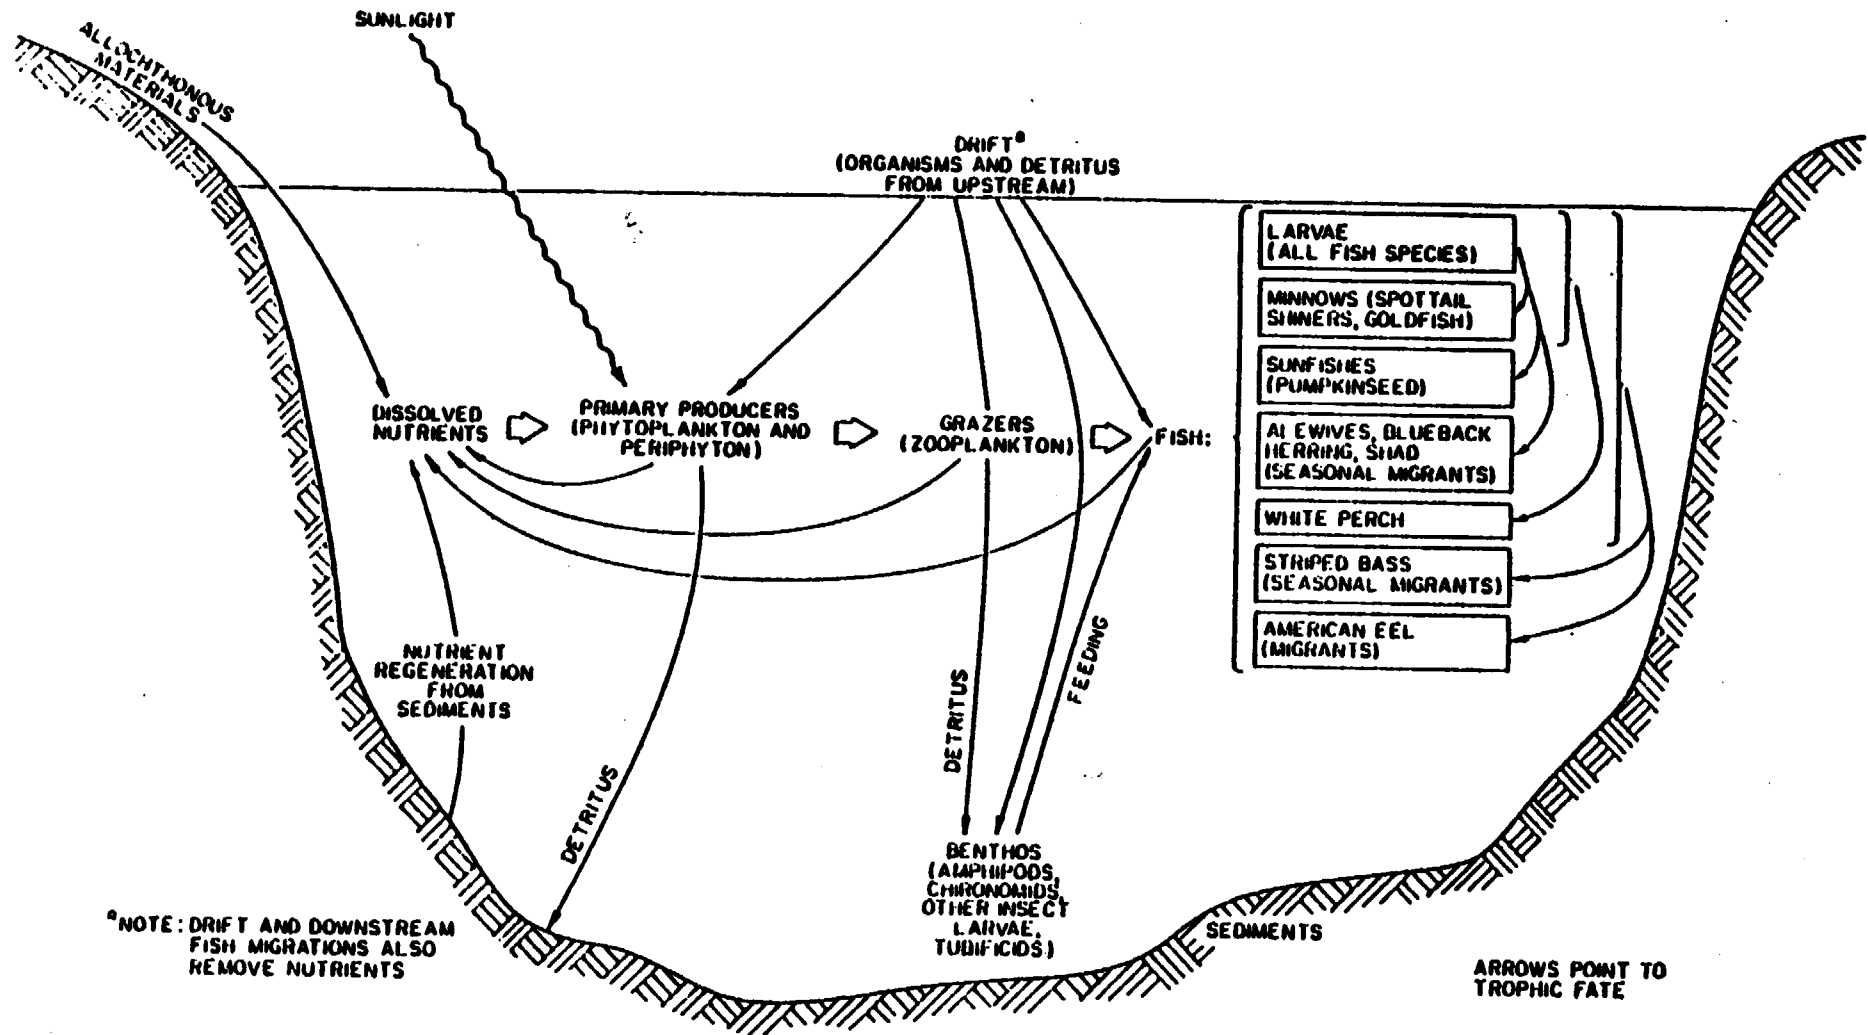 SUNLIGHT
ALLOCHTHONOUS
MATERIALS
DRIFT a
(ORGANISMS AND DETRITUS
FROM UPSTREAM)
DISSOLVED
NUTRIENTS
PRIMARY PRODUCERS
(PHYTOPLANKTON AND
PERIPHYTON)
GRAZERS
(ZOOPLANKTON)
FISH:
LARVAE
(ALL FISH SPECIES)
MINNOWS (SPOTTAIL
SHINERS, GOLDFISH)
SUNFISHES
(PUMPKINSEED)
ALEWIVES, BLUEBACK
HERRING, SHAD
(SEASONAL MIGRANTS)
WHITE PERCH
STRIPED BASS
(SEASONAL MIGRANTS)
AMERICAN EEL
(MIGRANTS)
NUTRIENT
REGENERATION
FROM
SEDIMENTS
DETRITUS
DETRITUS
FEEDING
BENTHOS
(AMPHIPODS,
CHIRONOMIDS,
OTHER INSECT
LARVAE,
TUBIFICIDS)
SEDIMENTS
a NOTE: DRIFT AND DOWNSTREAM
FISH MIGRATIONS ALSO
REMOVE NUTRIENTS
ARROWS POINT TO
TROPHIC FATE